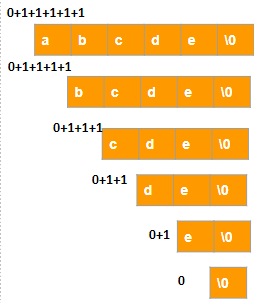 0+1+1+1+1+1
a b c d e \0
0+1+1+1+1
b c d e \0
0+1+1+1
c d e \0
0+1+1
d e \0
0+1
e \0
0
\0